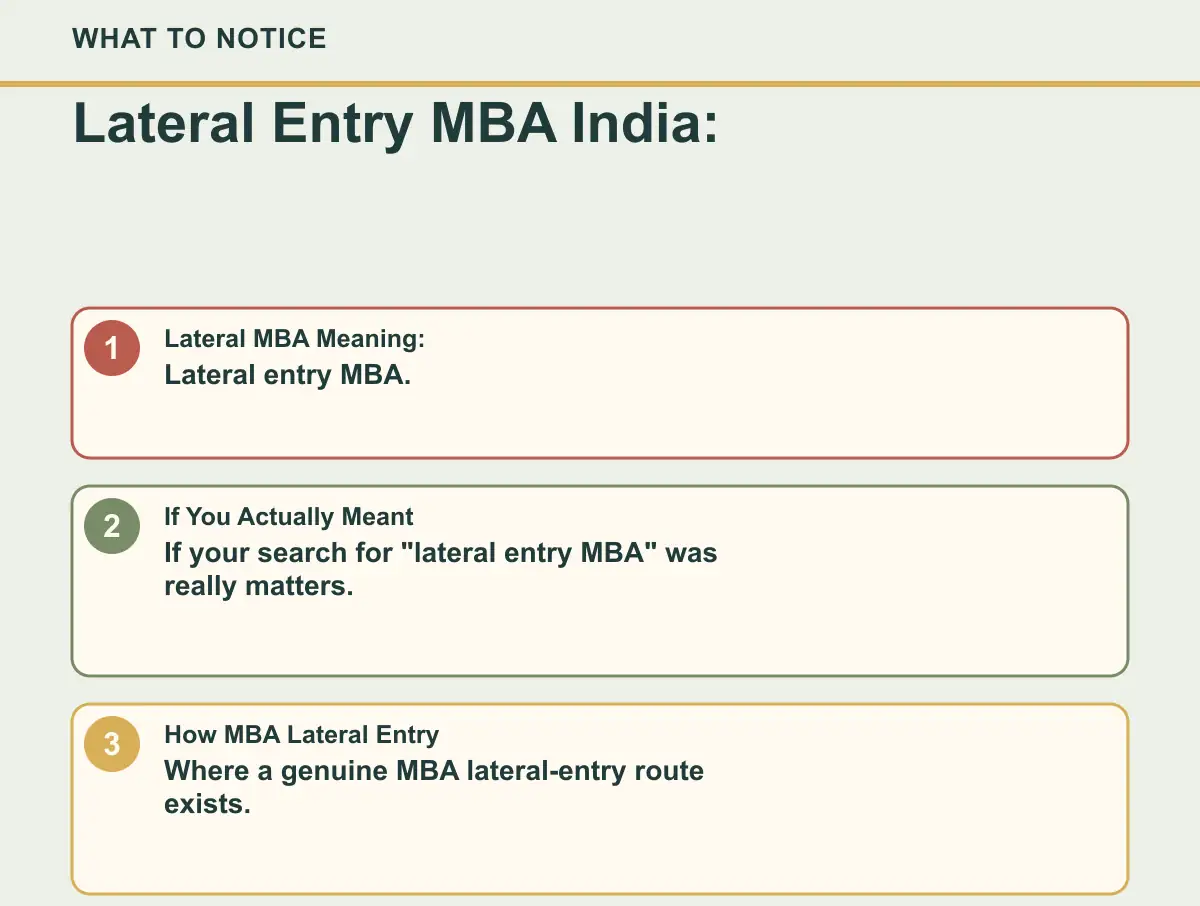 WHAT TO NOTICE
Lateral Entry MBA India:
1
Lateral MBA Meaning:
Lateral entry MBA.
2
If You Actually Meant
If your search for "lateral entry MBA" was
really matters.
3
How MBA Lateral Entry
Where a genuine MBA lateral-entry route
exists.